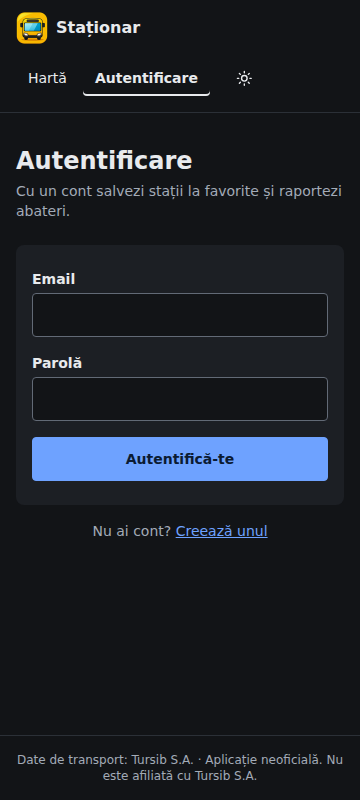 Staționar
Hartă
Autentificare
Autentificare
Cu un cont salvezi stații la favorite și raportezi
abateri.
Email
Parolă
Autentifică-te
Nu ai cont? Creează unul
Date de transport: Tursib S.A. · Aplicație neoficială. Nu
este afiliată cu Tursib S.A.